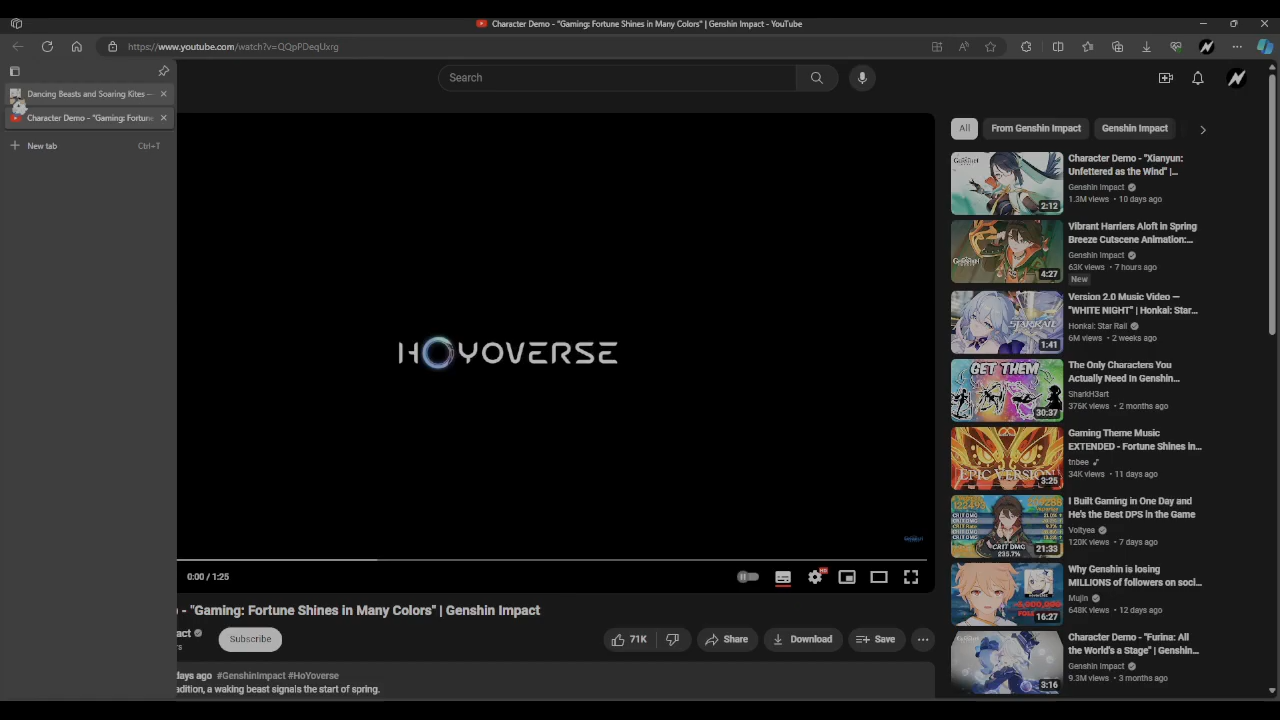 Character Demo - "Gaming: Fortune Shines in Many Colors" | Genshin Impact - YouTube
https://www.youtube.com/watch?v=QQpPDeqUxrg
Dancing Beasts and Soaring Kites —
Character Demo - "Gaming: Fortune
New tab Ctrl+T
Search
HOYOVERSE
0:00 / 1:25
- "Gaming: Fortune Shines in Many Colors" | Genshin Impact
Subscribe
71K
Share
Download
Save
days ago #GenshinImpact #HoYoverse
adition, a waking beast signals the start of spring.
All
From Genshin Impact
Genshin Impact
Character Demo - "Xianyun:
Unfettered as the Wind" |...
Genshin Impact
1.3M views • 10 days ago
2:12
Vibrant Harriers Aloft in Spring
Breeze Cutscene Animation:...
Genshin Impact
63K views • 7 hours ago
New
4:27
Version 2.0 Music Video —
"WHITE NIGHT" | Honkai: Star...
Honkai: Star Rail
6M views • 2 weeks ago
1:41
GET THEM
The Only Characters You
Actually Need In Genshin...
SharkH3art
376K views • 2 months ago
30:37
Gaming Theme Music
EXTENDED - Fortune Shines in...
tnbee
34K views • 11 days ago
EPIC VERSION
3:25
I Built Gaming in One Day and
He's the Best DPS in the Game
Voltyea
120K views • 7 days ago
CRIT DMG
235.7%
21:33
Why Genshin is losing
MILLIONS of followers on soci...
Mujin
648K views • 12 days ago
16:27
Character Demo - "Furina: All
the World's a Stage" | Genshin...
Genshin Impact
9.3M views • 3 months ago
3:16